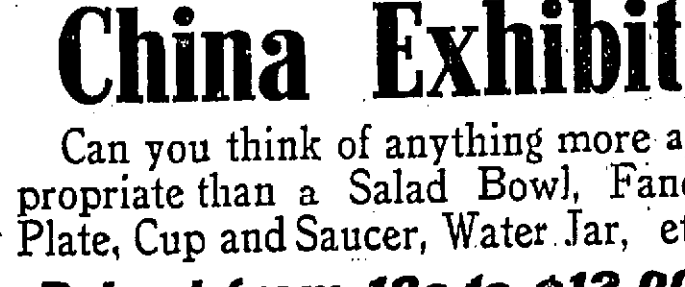 China Exhibit
Can you think of anything more a
propriate than a Salad Bowl, Fanc
Plate, Cup and Saucer, Water Jar, et